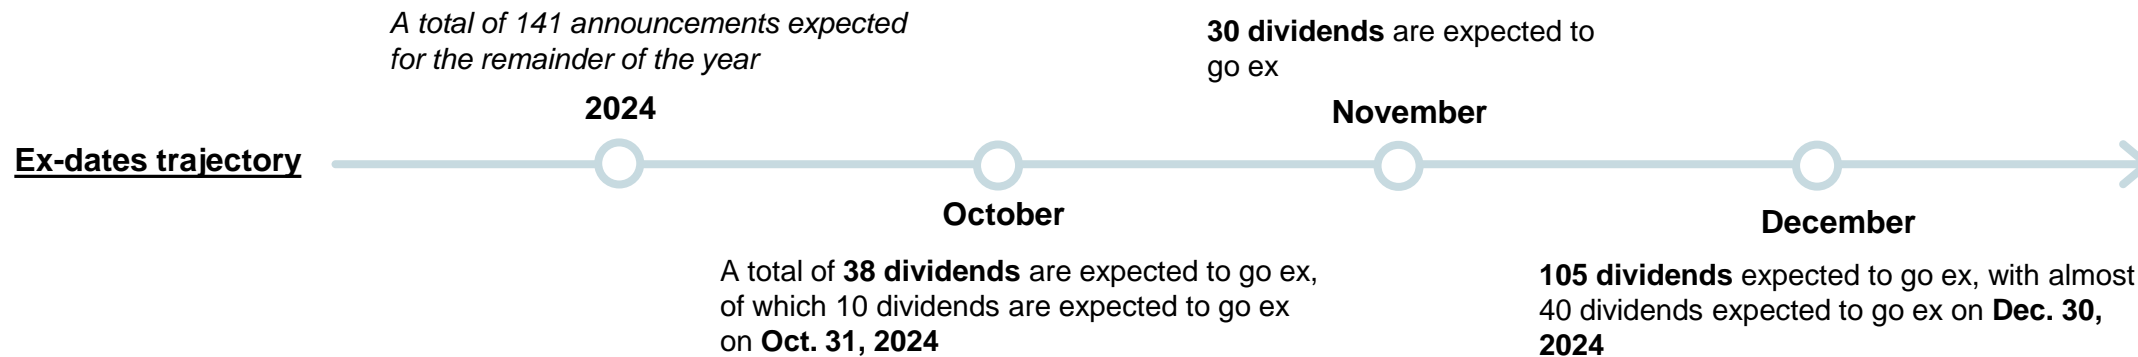 A total of 141 announcements expected
for the remainder of the year
2024
30 dividends are expected to
go ex
November
Ex-dates trajectory
October
A total of 38 dividends are expected to go ex,
of which 10 dividends are expected to go ex
on Oct. 31, 2024
December
105 dividends expected to go ex, with almost
40 dividends expected to go ex on Dec. 30,
2024